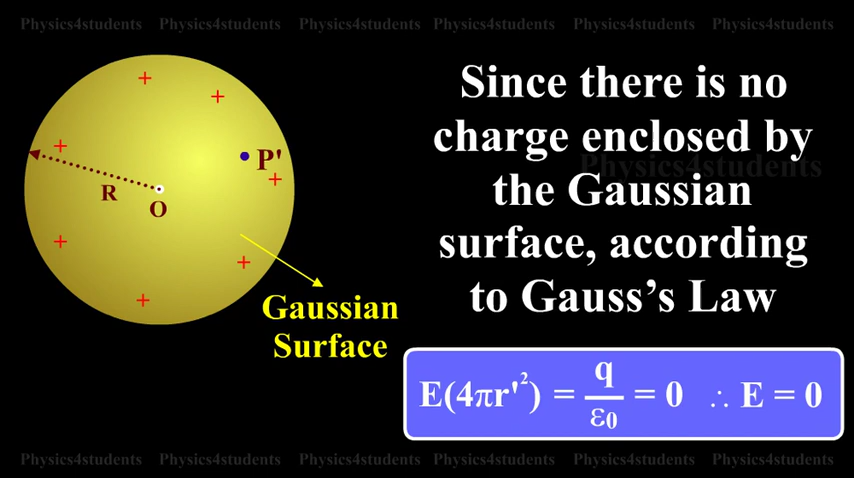 Physics4students Physics4students Physics4students Physics4students Physics4students Physics4students
Since there is no
charge enclosed by
Physics4students
the Gaussian
surface, according
to Gauss's Law
+
+
+
P'
+
R
O
+
+
+
Gaussian
Surface
E(4πr'²) = q/ε₀ = 0 ∴ E = 0
Physics4students Physics4students Physics4students Physics4students Physics4students Physics4students